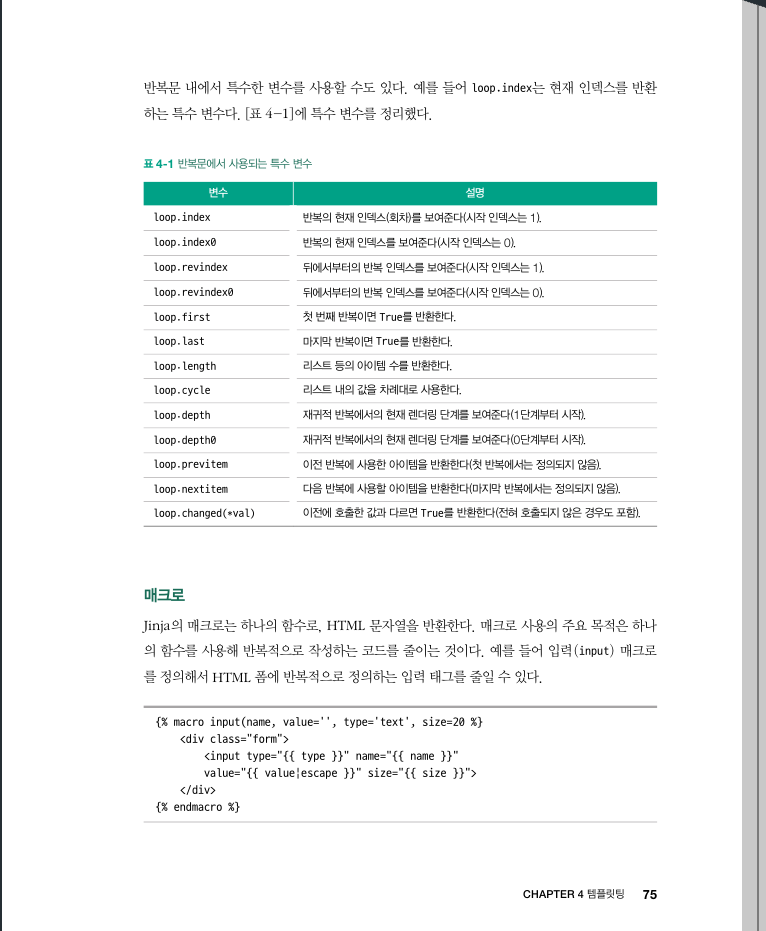 반복문 내에서 특수한 변수를 사용할 수도 있다. 예를 들어 loop.index는 현재 인덱스를 반환
하는 특수 변수다. [표 4-1]에 특수 변수를 정리했다.
표 4-1 반복문에서 사용되는 특수 변수
변수 설명
loop.index 반복의 현재 인덱스(회차)를 보여준다(시작 인덱스는 1).
loop.index0 반복의 현재 인덱스를 보여준다(시작 인덱스는 0).
loop.revindex 뒤에서부터의 반복 인덱스를 보여준다(시작 인덱스는 1).
loop.revindex0 뒤에서부터의 반복 인덱스를 보여준다(시작 인덱스는 0).
loop.first 첫 번째 반복이면 True를 반환한다.
loop.last 마지막 반복이면 True를 반환한다.
loop.length 리스트 등의 아이템 수를 반환한다.
loop.cycle 리스트 내의 값을 차례대로 사용한다.
loop.depth 재귀적 반복에서의 현재 렌더링 단계를 보여준다(1단계부터 시작).
loop.depth0 재귀적 반복에서의 현재 렌더링 단계를 보여준다(0단계부터 시작).
loop.previtem 이전 반복에 사용한 아이템을 반환한다(첫 반복에서는 정의되지 않음).
loop.nextitem 다음 반복에 사용할 아이템을 반환한다(마지막 반복에서는 정의되지 않음).
loop.changed(*val) 이전에 호출한 값과 다르면 True를 반환한다(전혀 호출되지 않은 경우도 포함).
매크로
Jinja의 매크로는 하나의 함수로, HTML 문자열을 반환한다. 매크로 사용의 주요 목적은 하나
의 함수를 사용해 반복적으로 작성하는 코드를 줄이는 것이다. 예를 들어 입력(input) 매크로
를 정의해서 HTML 폼에 반복적으로 정의하는 입력 태그를 줄일 수 있다.
{% macro input(name, value='', type='text', size=20 %}
<div class="form">
<input type="{{ type }}" name="{{ name }}"
value="{{ value|escape }}" size="{{ size }}">
</div>
{% endmacro %}
CHAPTER 4 템플릿팅 75